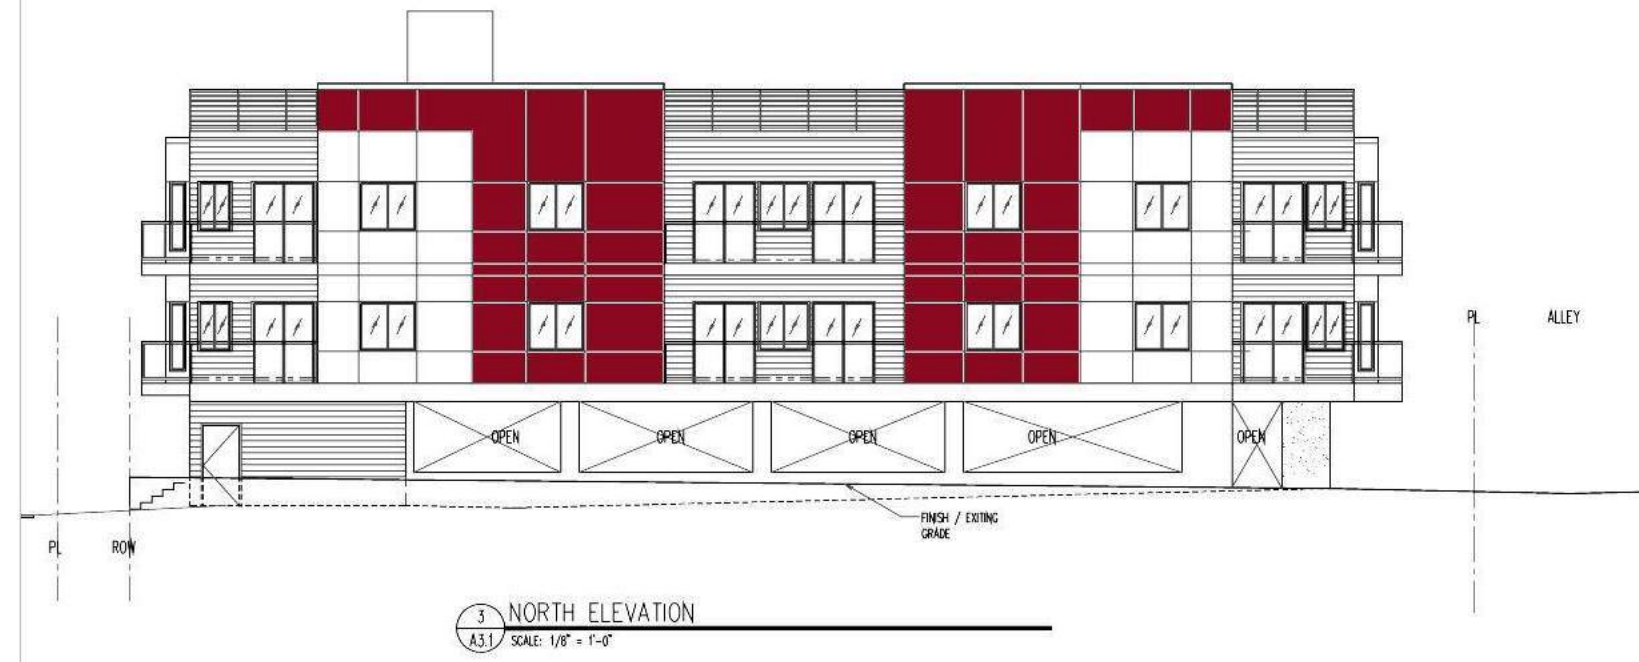 PL
ALLEY
OPEN
OPEN
OPEN
OPEN
OPEN
FINISH / EXITING
GRADE
PL
ROW
3
A3.1
NORTH ELEVATION
SCALE: 1/8" = 1'-0"